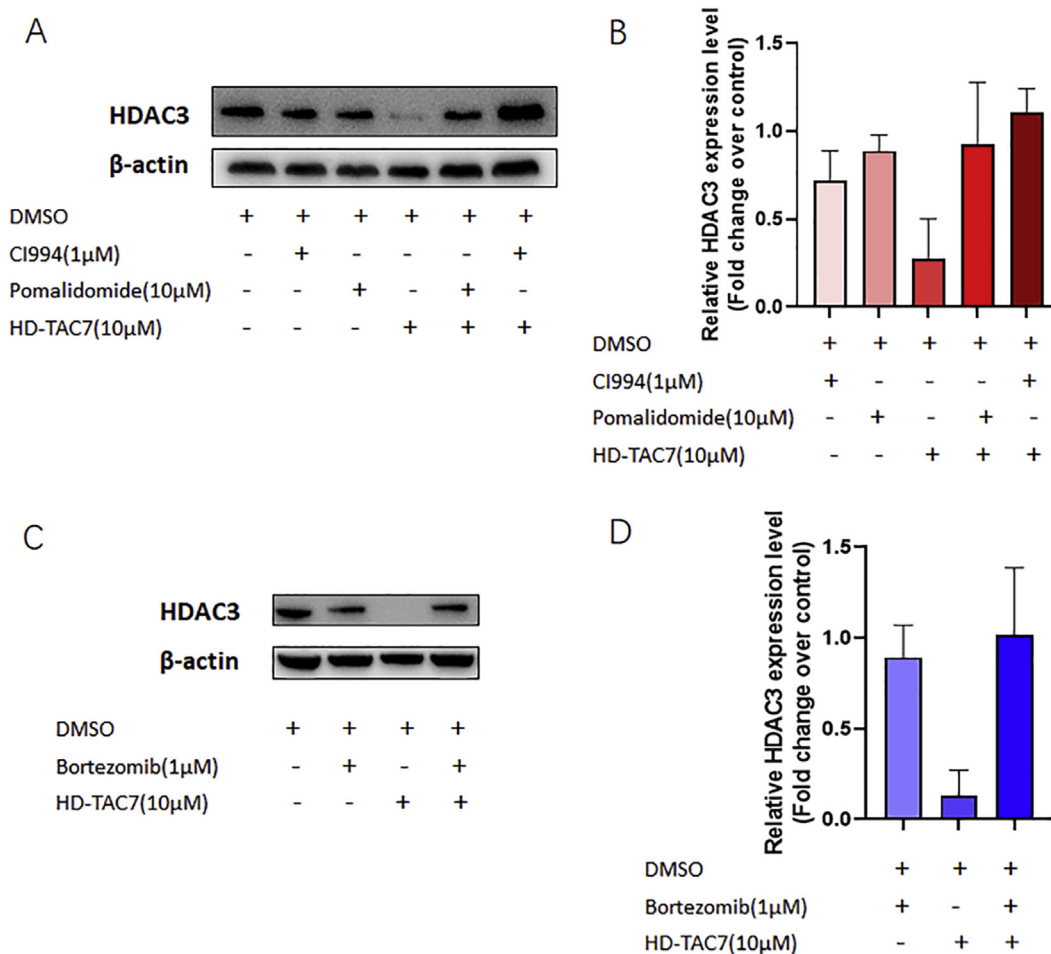 A
HDAC3
β-actin
DMSO + + + + + +
CI994(1μM) - + - - - +
Pomalidomide(10μM) - - + - + -
HD-TAC7(10μM) - - - + + +
B
Relative HDAC3 expression level
(Fold change over control)
1.5
1.0
0.5
0.0
DMSO + + + + +
CI994(1μM) + - - - +
Pomalidomide(10μM) - + - + -
HD-TAC7(10μM) - - + + +
C
HDAC3
β-actin
DMSO + + + +
Bortezomib(1μM) - + - +
HD-TAC7(10μM) - - + +
D
Relative HDAC3 expression level
(Fold change over control)
1.5
1.0
0.5
0.0
DMSO + + +
Bortezomib(1μM) + - +
HD-TAC7(10μM) - + +